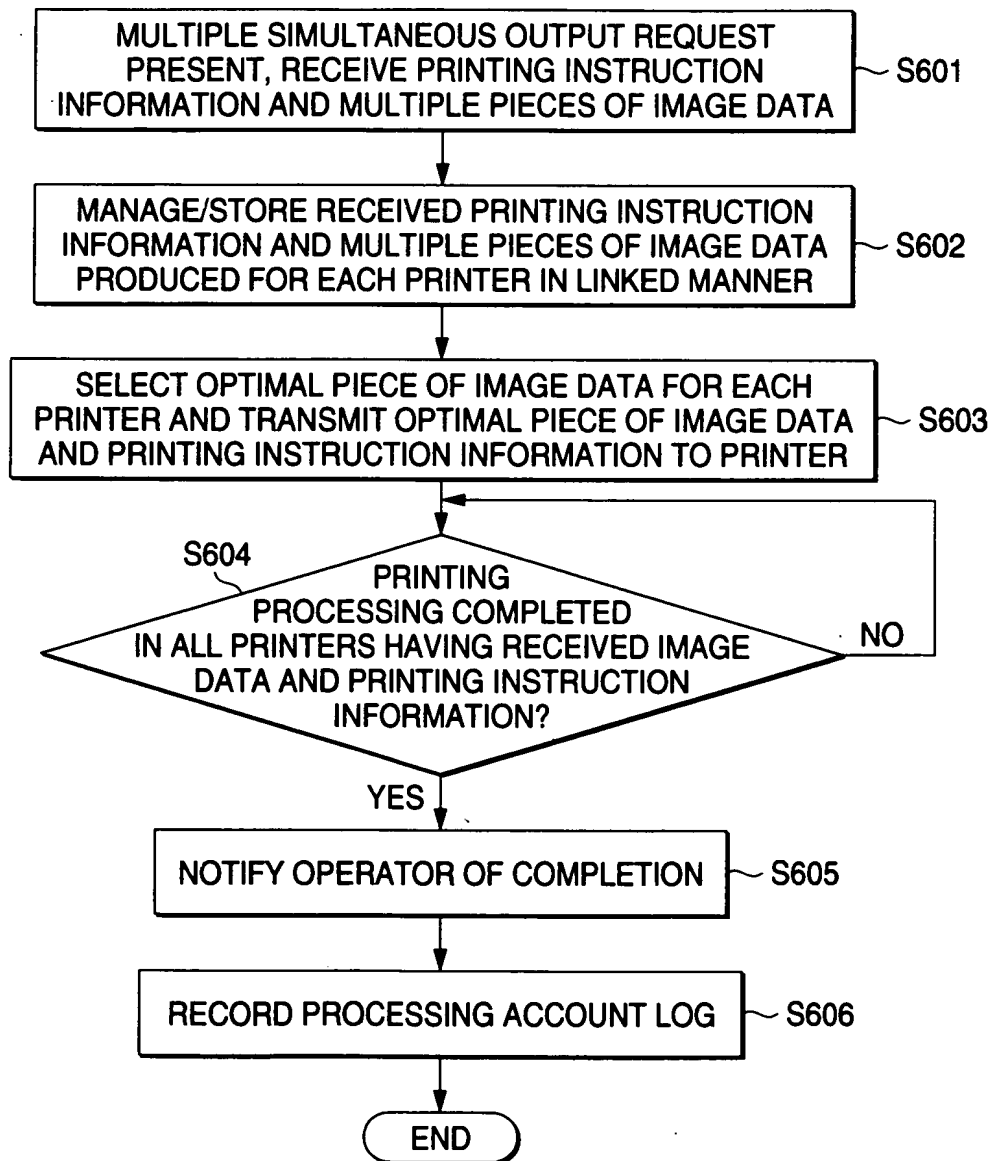 MULTIPLE SIMULTANEOUS OUTPUT REQUEST
PRESENT, RECEIVE PRINTING INSTRUCTION
INFORMATION AND MULTIPLE PIECES OF IMAGE DATA
S601
MANAGE/STORE RECEIVED PRINTING INSTRUCTION
INFORMATION AND MULTIPLE PIECES OF IMAGE DATA
PRODUCED FOR EACH PRINTER IN LINKED MANNER
S602
SELECT OPTIMAL PIECE OF IMAGE DATA FOR EACH
PRINTER AND TRANSMIT OPTIMAL PIECE OF IMAGE DATA
AND PRINTING INSTRUCTION INFORMATION TO PRINTER
S603
S604
PRINTING
PROCESSING COMPLETED
IN ALL PRINTERS HAVING RECEIVED IMAGE
DATA AND PRINTING INSTRUCTION
INFORMATION?
NO
YES
NOTIFY OPERATOR OF COMPLETION
S605
RECORD PROCESSING ACCOUNT LOG
S606
END